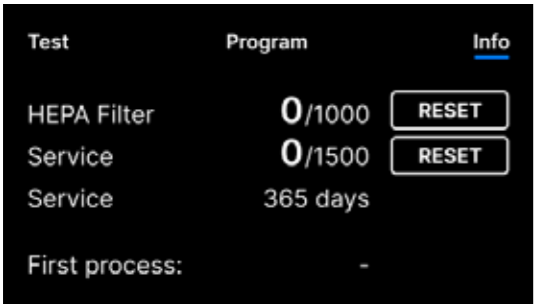 Test Program Info
HEPA Filter 0/1000 RESET
Service 0/1500 RESET
Service 365 days
First process: -